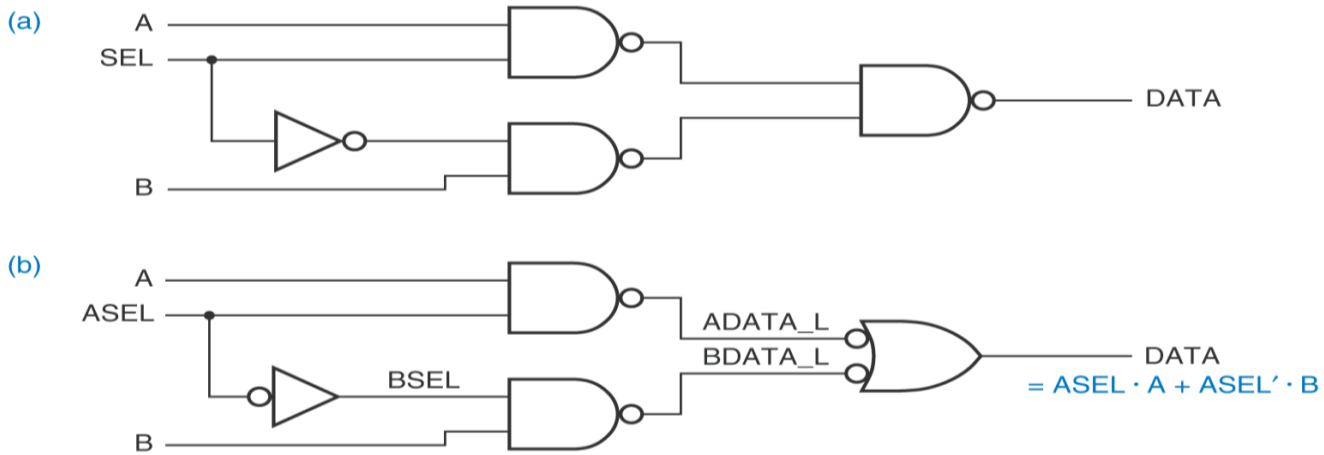 (a)
A
SEL
B
DATA
(b)
A
ASEL
BSEL
B
ADATA_L
BDATA_L
DATA
= ASEL · A + ASEL′ · B